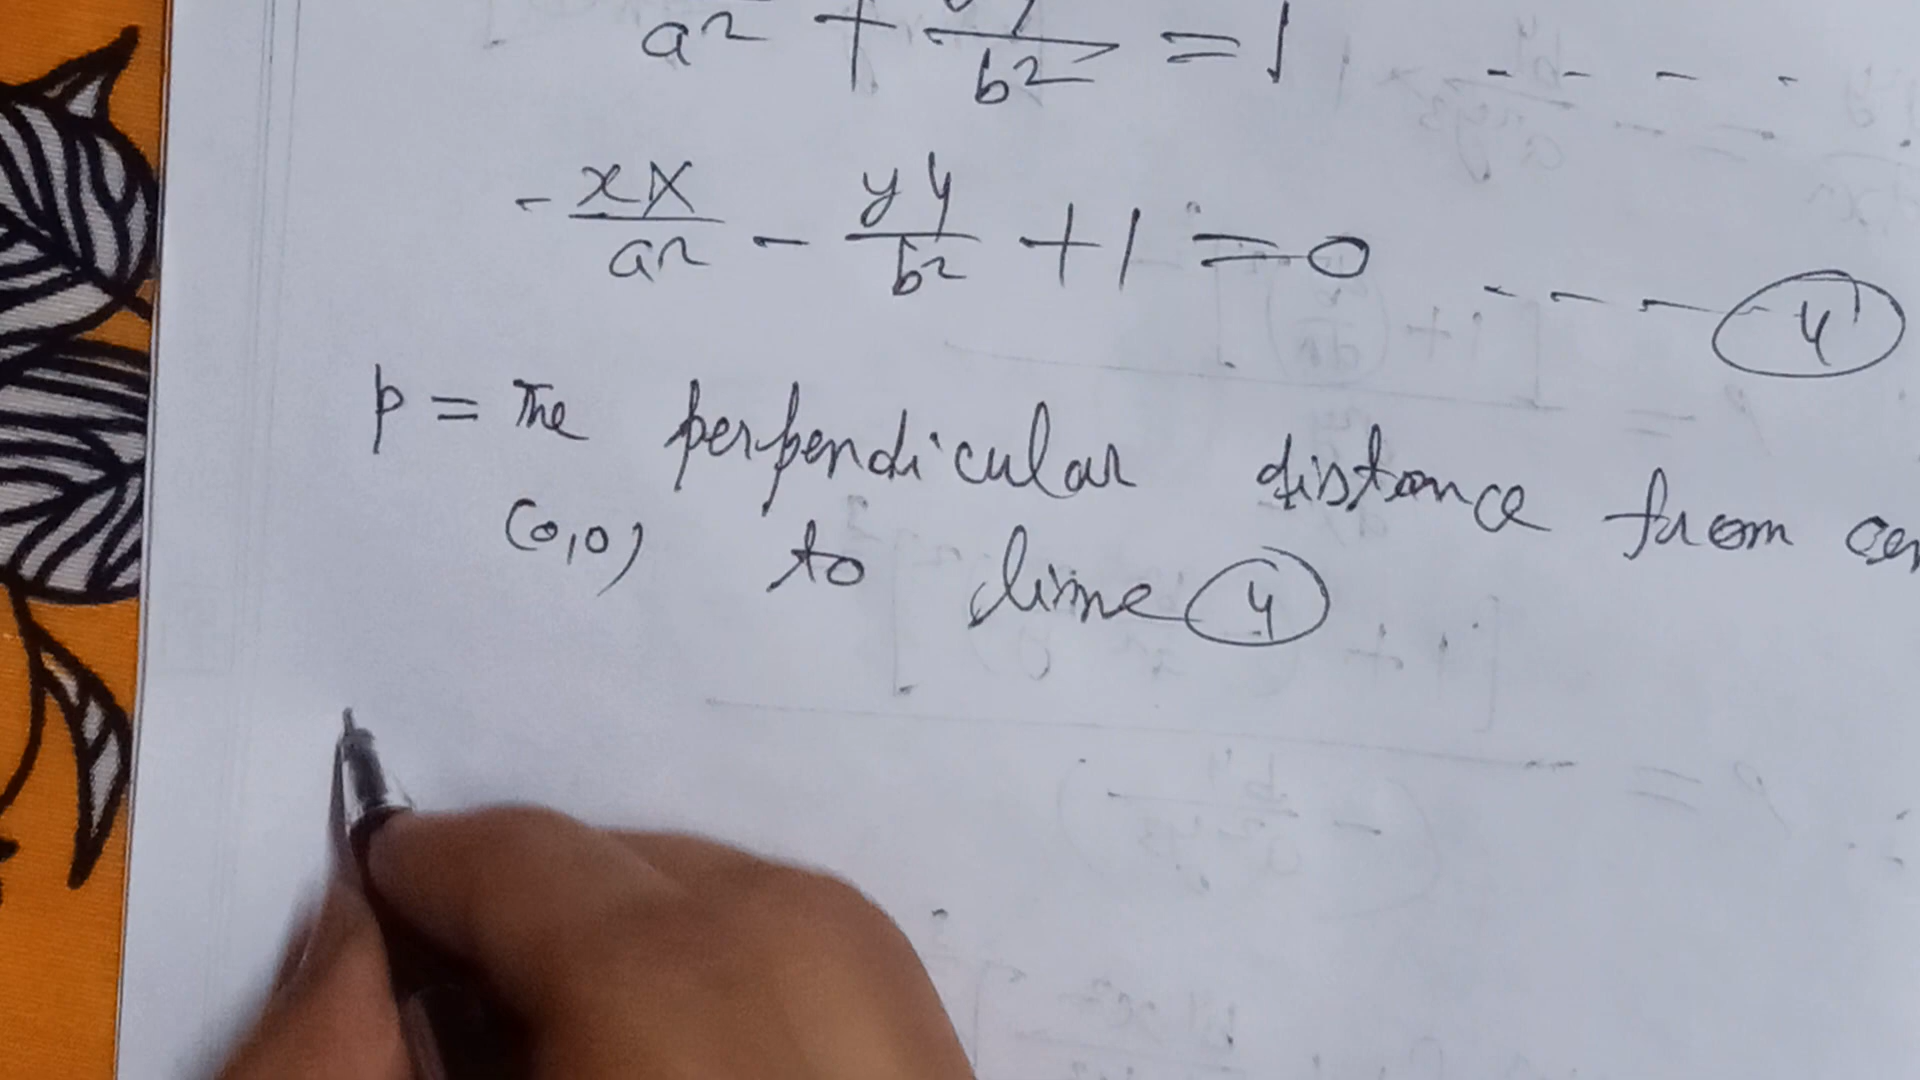 a² + y/b² = 1 - - - -
- xX/a² - yY/b² + 1 = 0 - - - 4
p = The perpendicular distance from
(0,0) to line 4